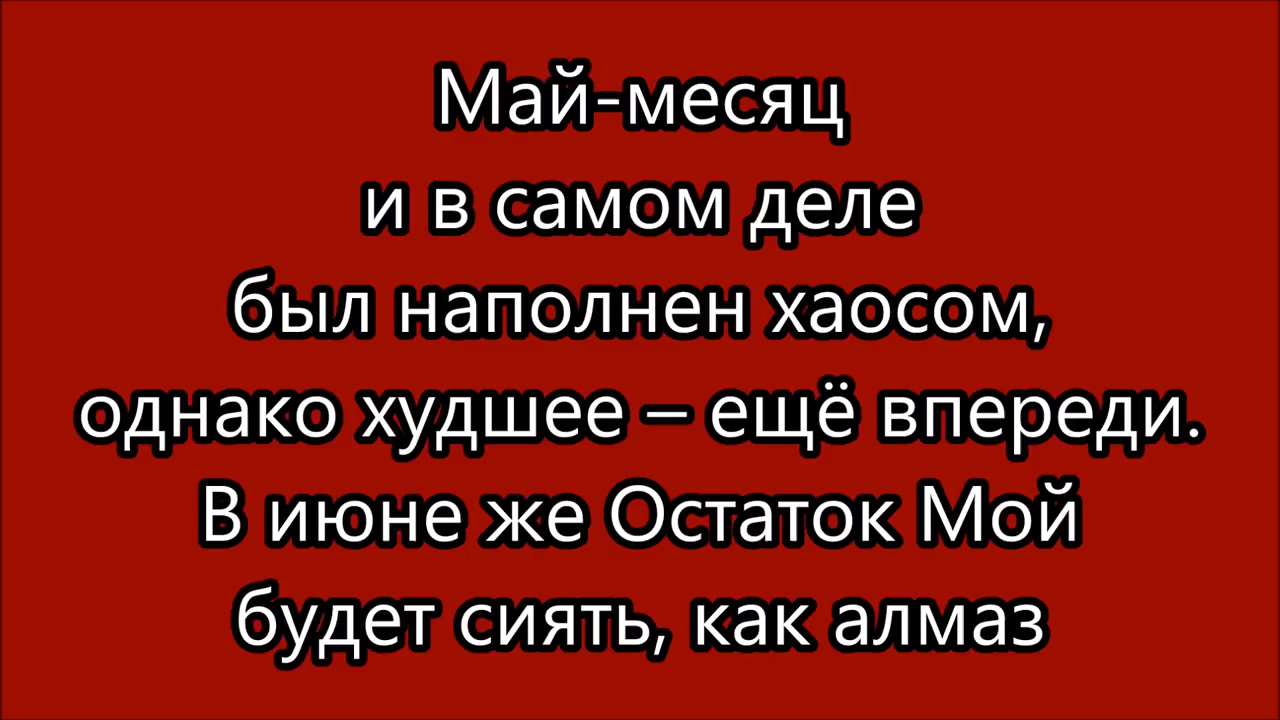 Май-месяц
и в самом деле
был наполнен хаосом,
однако худшее – ещё впереди.
В июне же Остаток Мой
будет сиять, как алмаз